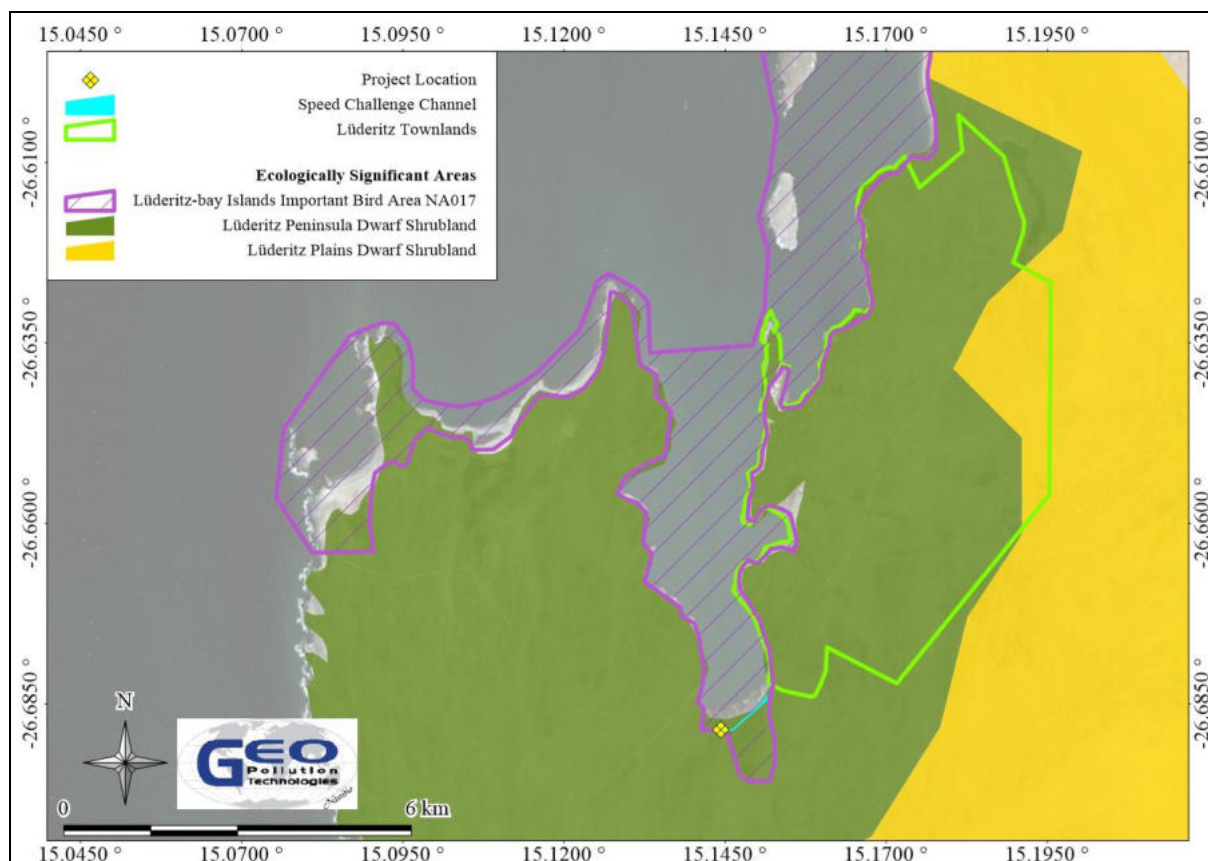 15.0450 ° 15.0700 ° 15.0950 ° 15.1200 ° 15.1450 ° 15.1700 ° 15.1950 °
Project Location
Speed Challenge Channel
Lüderitz Townlands
Ecologically Significant Areas
Lüderitz-bay Islands Important Bird Area NA017
Lüderitz Peninsula Dwarf Shrubland
Lüderitz Plains Dwarf Shrubland
-26.6100 °
-26.6100 °
-26.6350 °
-26.6350 °
-26.6600 °
-26.6600 °
-26.6850 °
-26.6850 °
N
GEO
Pollution
Technologies
Namibia
0 6 km
15.0450 ° 15.0700 ° 15.0950 ° 15.1200 ° 15.1450 ° 15.1700 ° 15.1950 °